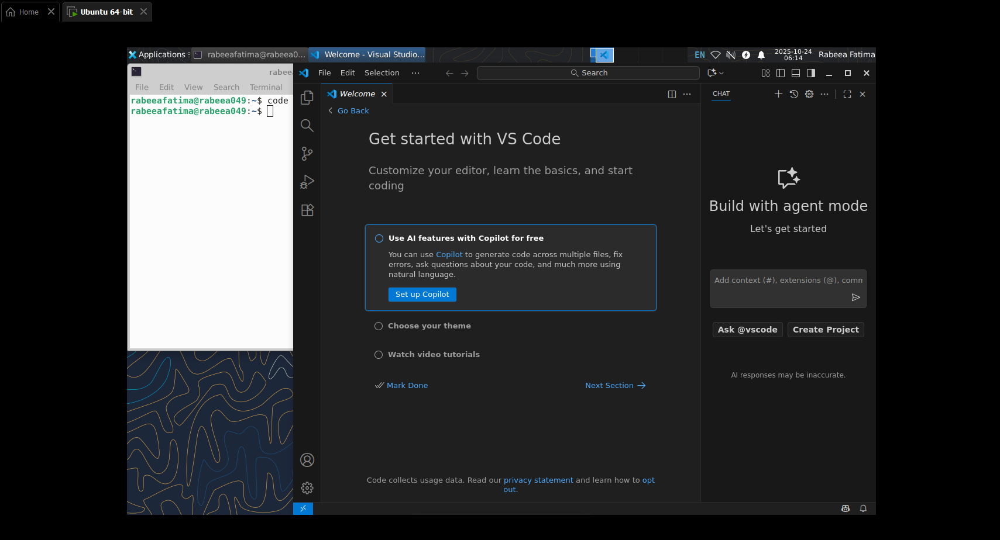 Home
Ubuntu 64-bit
Applications
rabeeafatima@rabeea0...
Welcome - Visual Studio...
EN
2025-10-24
06:14
Rabeea Fatima
rabee
File Edit View Search Terminal
rabeeafatima@rabeea049:~$ code
rabeeafatima@rabeea049:~$
File Edit Selection ...
Search
Welcome
Go Back
Get started with VS Code
Customize your editor, learn the basics, and start
coding
Use AI features with Copilot for free
You can use Copilot to generate code across multiple files, fix
errors, ask questions about your code, and much more using
natural language.
Set up Copilot
Choose your theme
Watch video tutorials
Mark Done
Next Section
Code collects usage data. Read our privacy statement and learn how to opt
out.
CHAT
Build with agent mode
Let's get started
Add context (#), extensions (@), comm
Ask @vscode
Create Project
AI responses may be inaccurate.